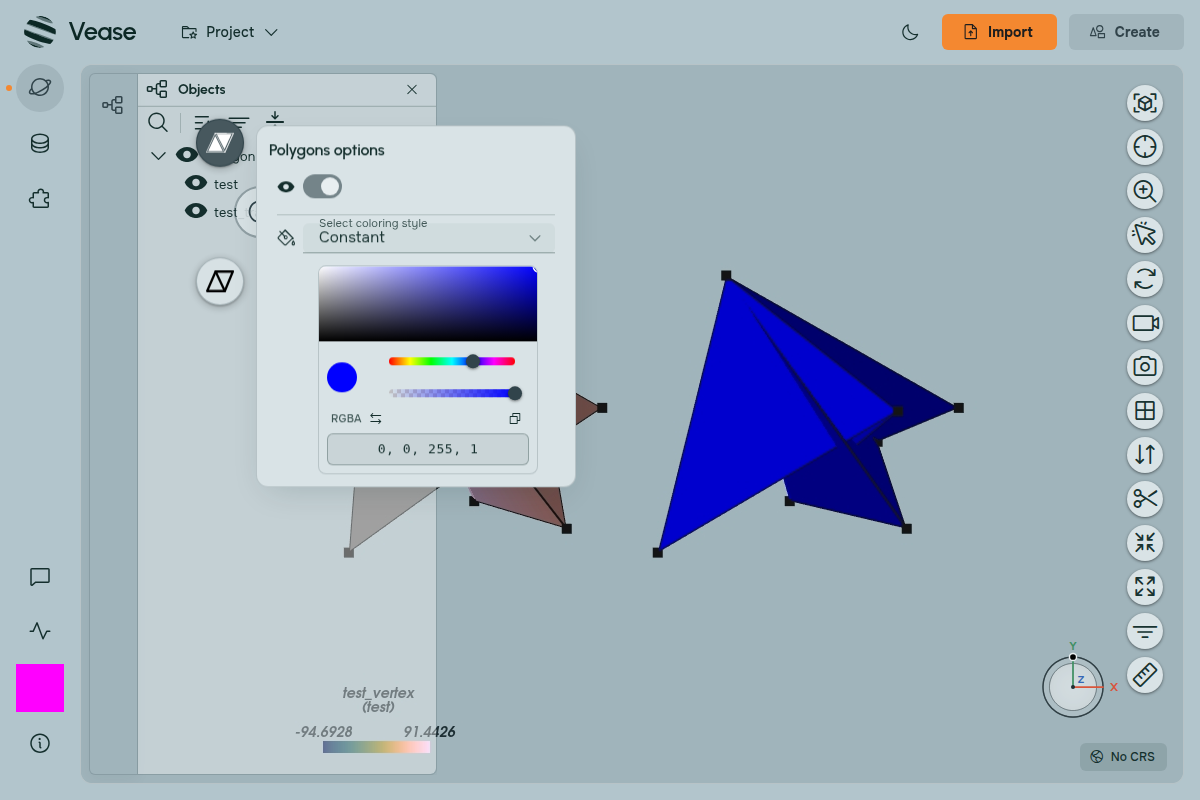 Vease
Project
Import
Create
Objects
Polygons options
test
test
Select coloring style
Constant
RGBA
0, 0, 255, 1
test_vertex
(test)
-94.6928 91.4426
Y
Z
X
No CRS